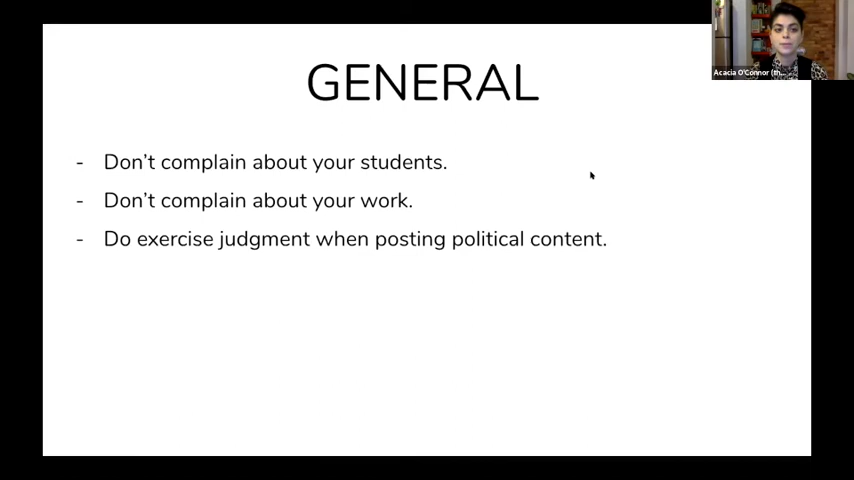 Acacia O'Connor (th...
GENERAL
- Don't complain about your students.
- Don't complain about your work.
- Do exercise judgment when posting political content.